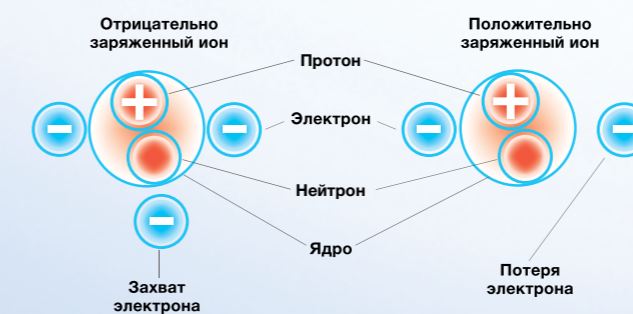 Отрицательно
заряженный ион
Положительно
заряженный ион
Протон
Электрон
Нейтрон
Ядро
Захват
электрона
Потеря
электрона